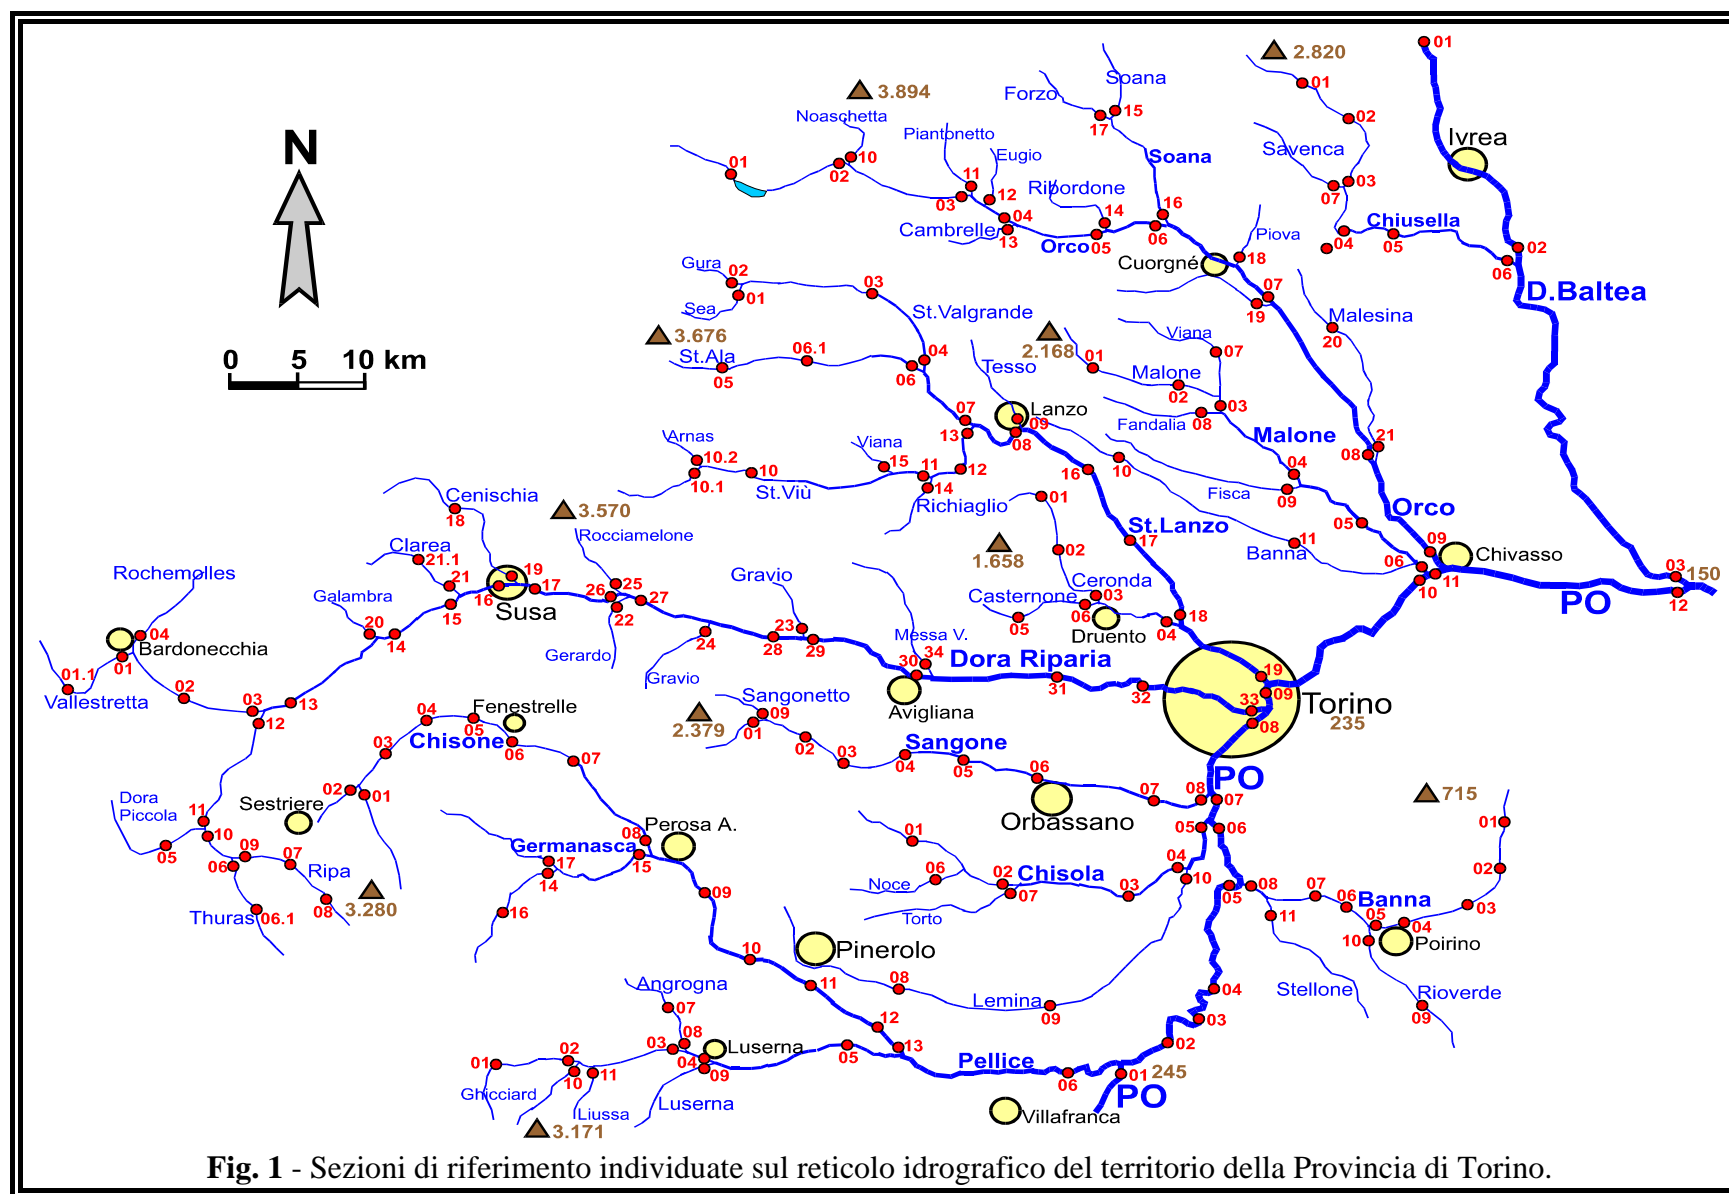 2.820
01
01
3.894
Soana
Forzo
15
17
02
Noaschetta
Piantonetto
Ivrea
N
Eugio
Soana
Savenca
01
10
02
11
03
12
Ribordone
03
07
04
13
Cambrelle
14
Orco
05
16
06
Chiusella
04
05
06
02
Piova
18
Cuorgné
D.Baltea
Gura
02
01
Sea
03
St.Valgrande
07
19
Malesina
20
3.676
St.Ala
05
06.1
04
06
2.168
01
Viana
07
Tesso
Malone
02
03
0
5
10 km
Fandalia
08
Lanzo
09
08
07
13
Malone
21
08
Arnas
10.2
10.1
10
St.Viù
Viana
15
11
14
12
Richiaglio
16
10
04
09
Fisca
Orco
Cenischia
18
3.570
Rocciamelone
01
02
1.658
St.Lanzo
17
05
11
Banna
09
Chivasso
06
10
11
03
150
12
PO
Clarea
21.1
21
Rochemolles
Galambra
20
14
15
16
19
17
Susa
26
25
22
27
Gravio
Ceronda
03
Casternone
06
05
Druento
04
18
04
Bardonecchia
01
01.1
Vallestretta
02
03
12
13
Gerardo
24
Gravio
23
28
29
Messa V.
34
30
Dora Riparia
31
32
Avigliana
19
09
33
08
Torino
235
Fenestrelle
04
05
Chisone
06
03
07
02
01
Sangonetto
09
01
2.379
02
03
04
Sangone
05
06
07
08
07
Orbassano
PO
715
Dora
Piccola
Sestriere
11
10
05
06
09
07
Ripa
08
3.280
Thuras
06.1
Perosa A.
08
15
Germanasca
17
14
16
09
01
06
Noce
02
07
Chisola
Torto
03
04
10
05
06
05
08
11
07
06
Banna
05
04
10
Poirino
01
02
03
Pinerolo
10
11
08
Lemina
09
04
Stellone
Rioverde
09
Angrogna
07
08
03
04
09
Luserna
12
13
05
03
02
01
02
10
11
Ghicciard
Liussa
3.171
Luserna
Pellice
06
01
245
PO
Villafranca
Fig. 1 - Sezioni di riferimento individuate sul reticolo idrografico del territorio della Provincia di Torino.